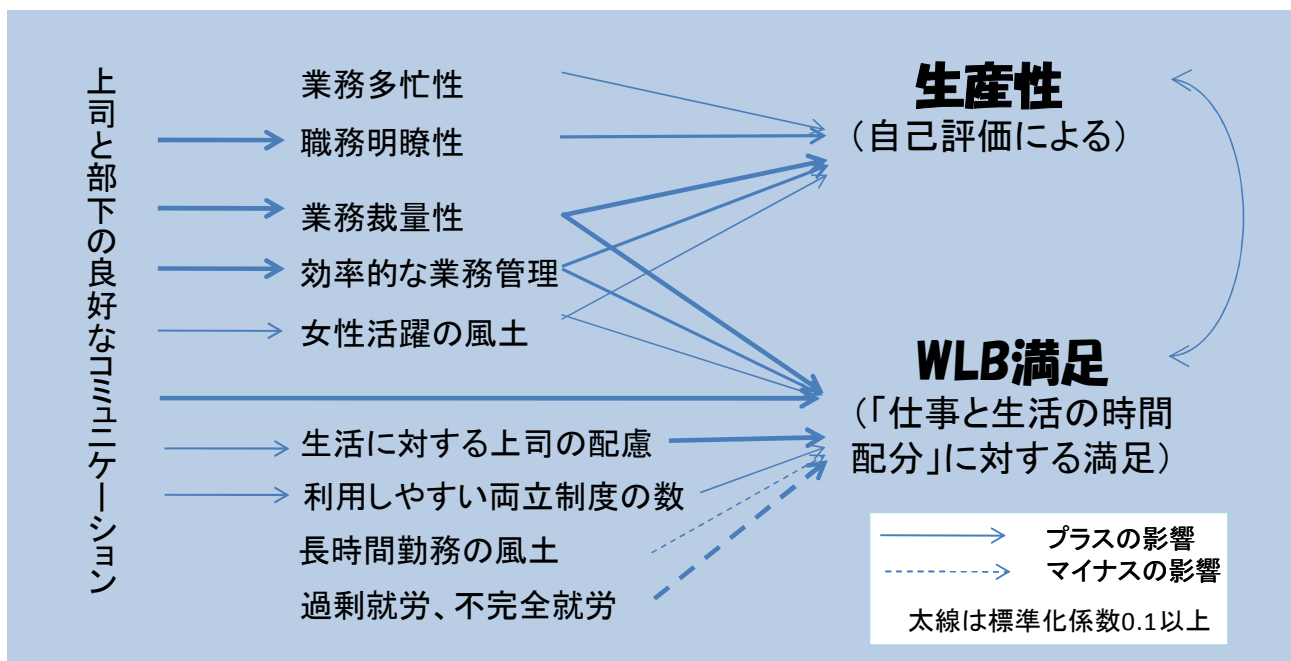 上司と部下の良好なコミュニケーション
業務多忙性
職務明瞭性
業務裁量性
効率的な業務管理
女性活躍の風土
生活に対する上司の配慮
利用しやすい両立制度の数
長時間勤務の風土
過剰就労、不完全就労
生産性
(自己評価による)
WLB満足
(「仕事と生活の時間
配分」に対する満足)
プラスの影響
マイナスの影響
太線は標準化係数0.1以上